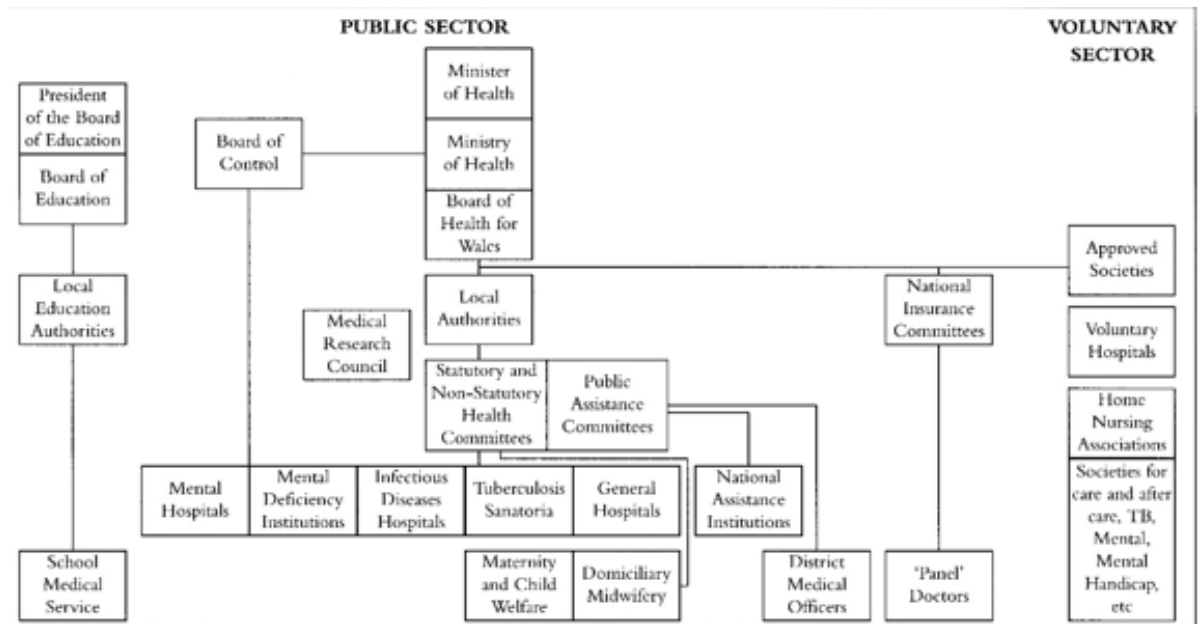 PUBLIC SECTOR
VOLUNTARY
SECTOR
President
of the Board
of Education
Board of
Education
Local
Education
Authorities
School
Medical
Service
Board of
Control
Minister
of Health
Ministry
of Health
Board of
Health for
Wales
Local
Authorities
Medical
Research
Council
Statutory and
Non-Statutory
Health
Committees
Public
Assistance
Committees
Mental
Hospitals
Mental
Deficiency
Institutions
Infectious
Diseases
Hospitals
Tuberculosis
Sanatoria
General
Hospitals
National
Assistance
Institutions
Maternity
and Child
Welfare
Domiciliary
Midwifery
District
Medical
Officers
National
Insurance
Committees
'Panel'
Doctors
Approved
Societies
Voluntary
Hospitals
Home
Nursing
Associations
Societies for
care and after
care, TB,
Mental,
Mental
Handicap,
etc